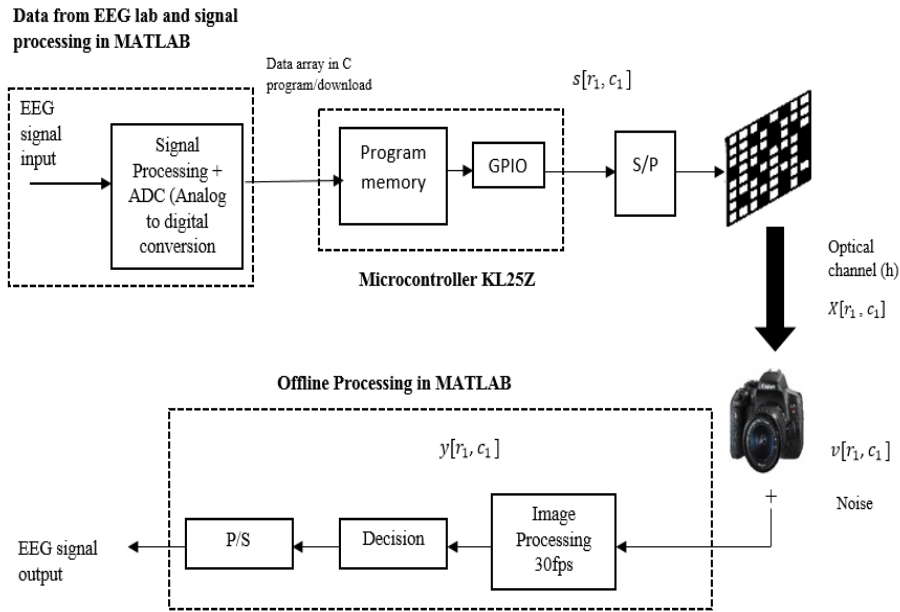 Data from EEG lab and signal
processing in MATLAB
Data array in C
program/download
s[r₁, c₁]
EEG
signal
input
Signal
Processing +
ADC (Analog
to digital
conversion
Program
memory
GPIO
S/P
Microcontroller KL25Z
Optical
channel (h)
X[r₁, c₁]
Offline Processing in MATLAB
Canon
y[r₁, c₁]
v[r₁, c₁]
+
Noise
Image
Processing
30fps
Decision
P/S
EEG signal
output